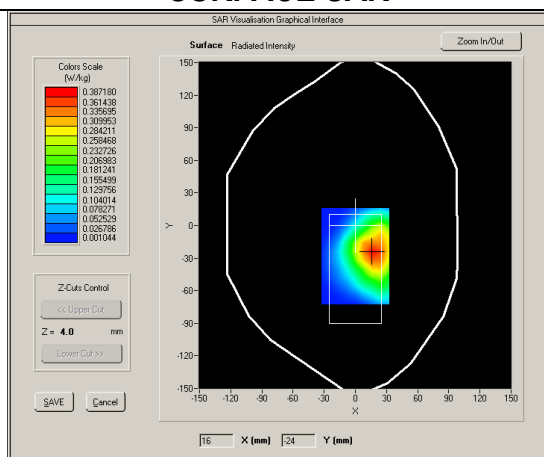 SAR Visualisation Graphical Interface
Surface Radiated Intensity
Zoom In/Out
Colors Scale
(W/kg)
0.387180
0.361438
0.335695
0.309953
0.284211
0.258468
0.232726
0.206983
0.181241
0.155499
0.129756
0.104014
0.078271
0.052529
0.026786
0.001044
Z-Cuts Control
<< Upper Cut
Z = 4.0 mm
Lower Cut >>
SAVE Cancel
150
120
90
60
30
0
-30
-60
-90
-120
-150
Y
-150 -120 -90 -60 -30 0 30 60 90 120 150
X
16 X (mm) -24 Y (mm)